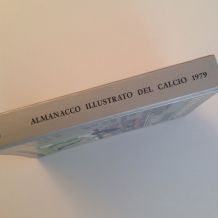 ALMANACCO ILLUSTRATO DEL CALCIO 1979